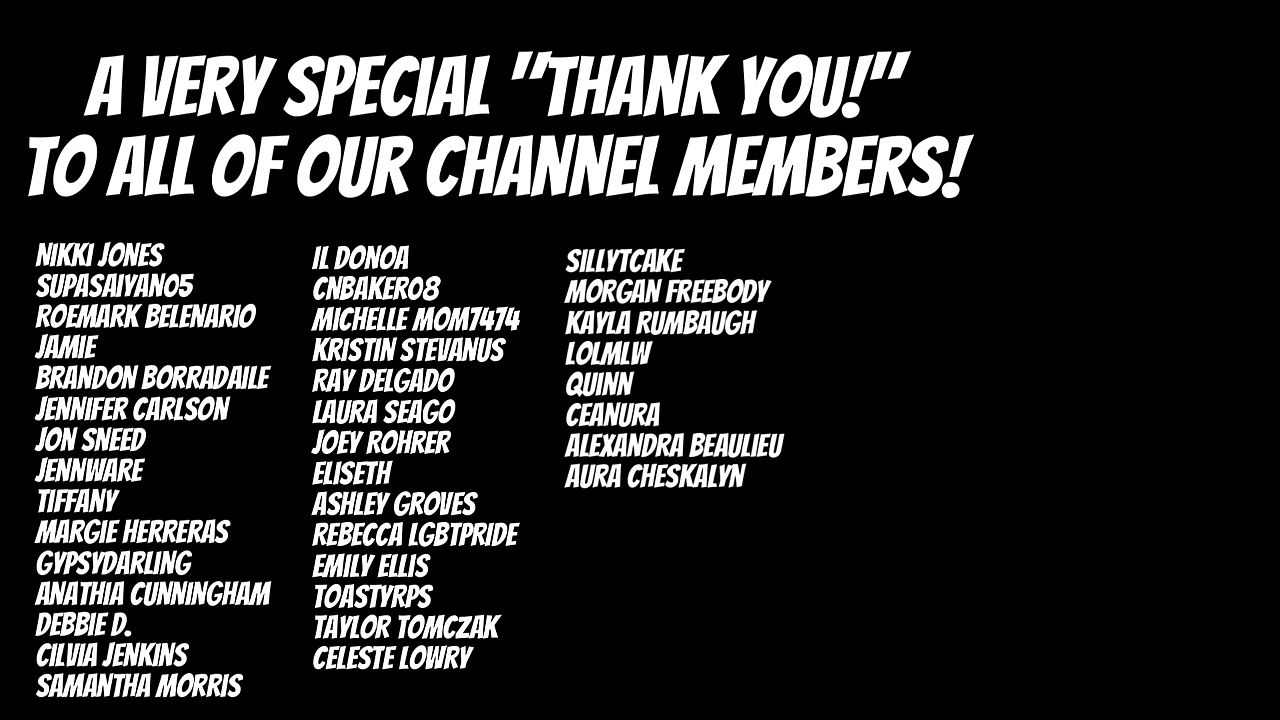 A VERY SPECIAL "THANK YOU!"
TO ALL OF OUR CHANNEL MEMBERS!
NIKKI JONES
SUPASAIYAN05
ROEMARK BELENARIO
JAMIE
BRANDON BORRADAILE
JENNIFER CARLSON
JON SNEED
JENNWARE
TIFFANY
MARGIE HERRERAS
GYPSYDARLING
ANATHIA CUNNINGHAM
DEBBIE D.
CILVIA JENKINS
SAMANTHA MORRIS
IL DONOA
CNBAKER08
MICHELLE MOM7474
KRISTIN STEVANUS
RAY DELGADO
LAURA SEAGO
JOEY ROHRER
ELISETH
ASHLEY GROVES
REBECCA LGBTPRIDE
EMILY ELLIS
TOASTYRPS
TAYLOR TOMCZAK
CELESTE LOWRY
SILLYTCAKE
MORGAN FREEBODY
KAYLA RUMBAUGH
LOLMLW
QUINN
CEANURA
ALEXANDRA BEAULIEU
AURA CHESKALYN